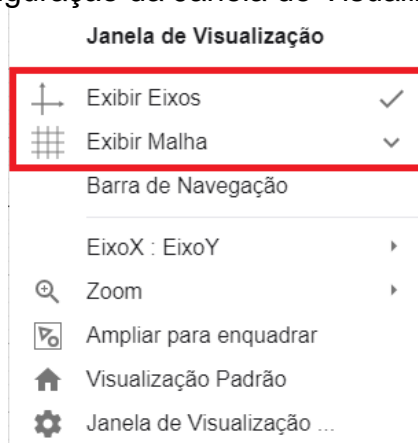 Janela de Visualização
Exibir Eixos
Exibir Malha
Barra de Navegação
EixoX : EixoY
Zoom
Ampliar para enquadrar
Visualização Padrão
Janela de Visualização ...